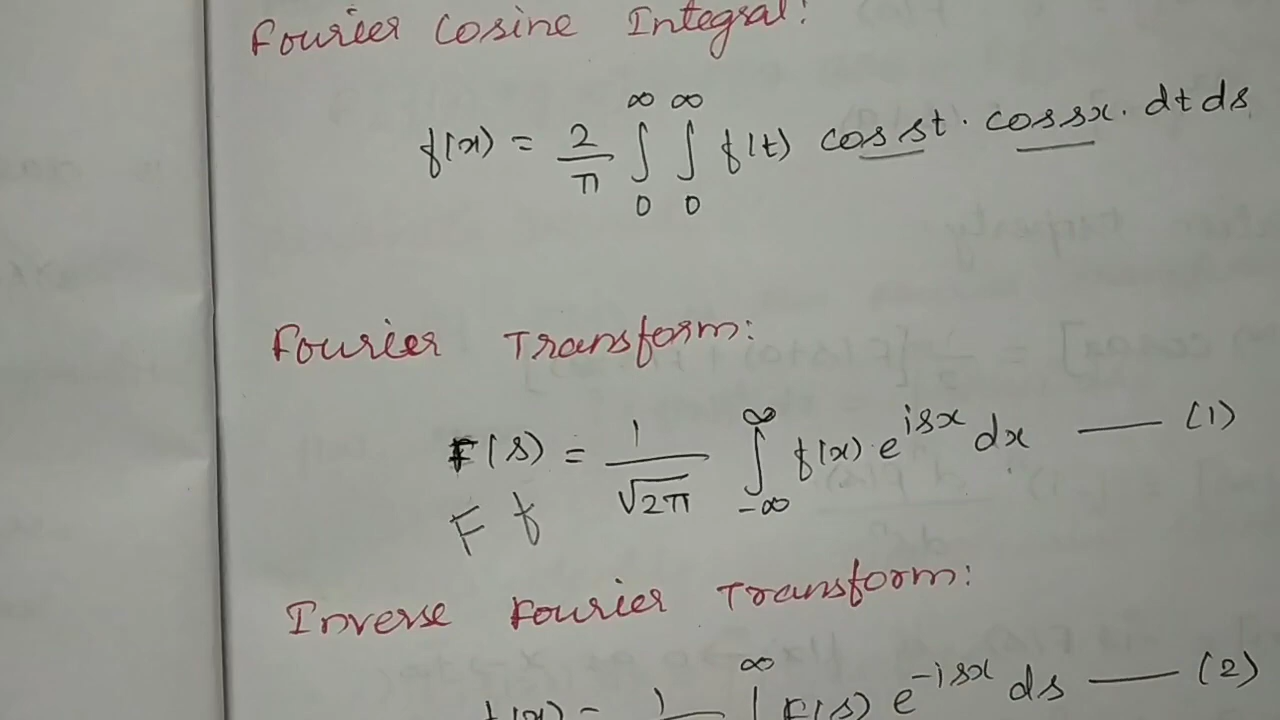 Fourier Cosine Integral:
f(x) = 2/π ∫₀^∞ ∫₀^∞ f(t) cos st · cos sx · dt ds
Fourier Transform:
F(s) = 1/√2π ∫_{-∞}^{∞} f(x) · e^{isx} dx —— (1)
F f
Inverse Fourier Transform:
f(x) = 1 ∫^∞ F(s) e^{-isx} ds —— (2)